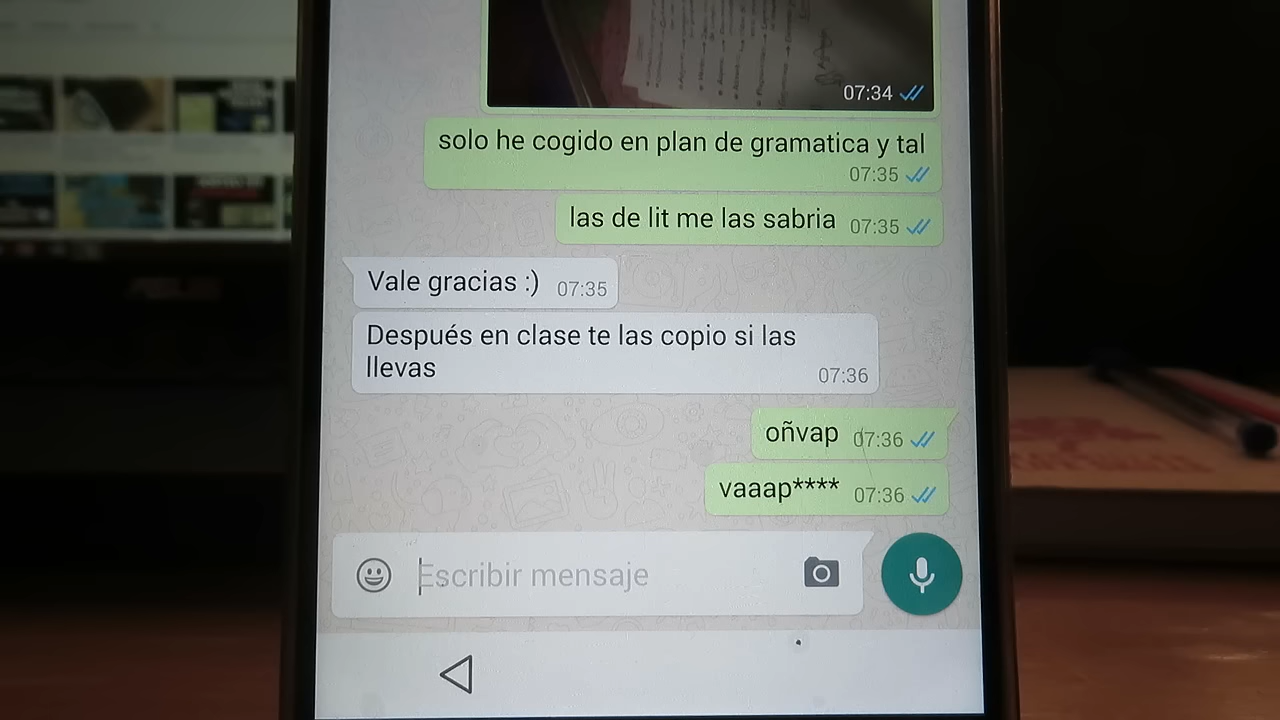 07:34
solo he cogido en plan de gramatica y tal
07:35
las de lit me las sabria 07:35
Vale gracias :) 07:35
Después en clase te las copio si las
llevas
07:36
oñvap 07:36
vaaap**** 07:36
Escribir mensaje